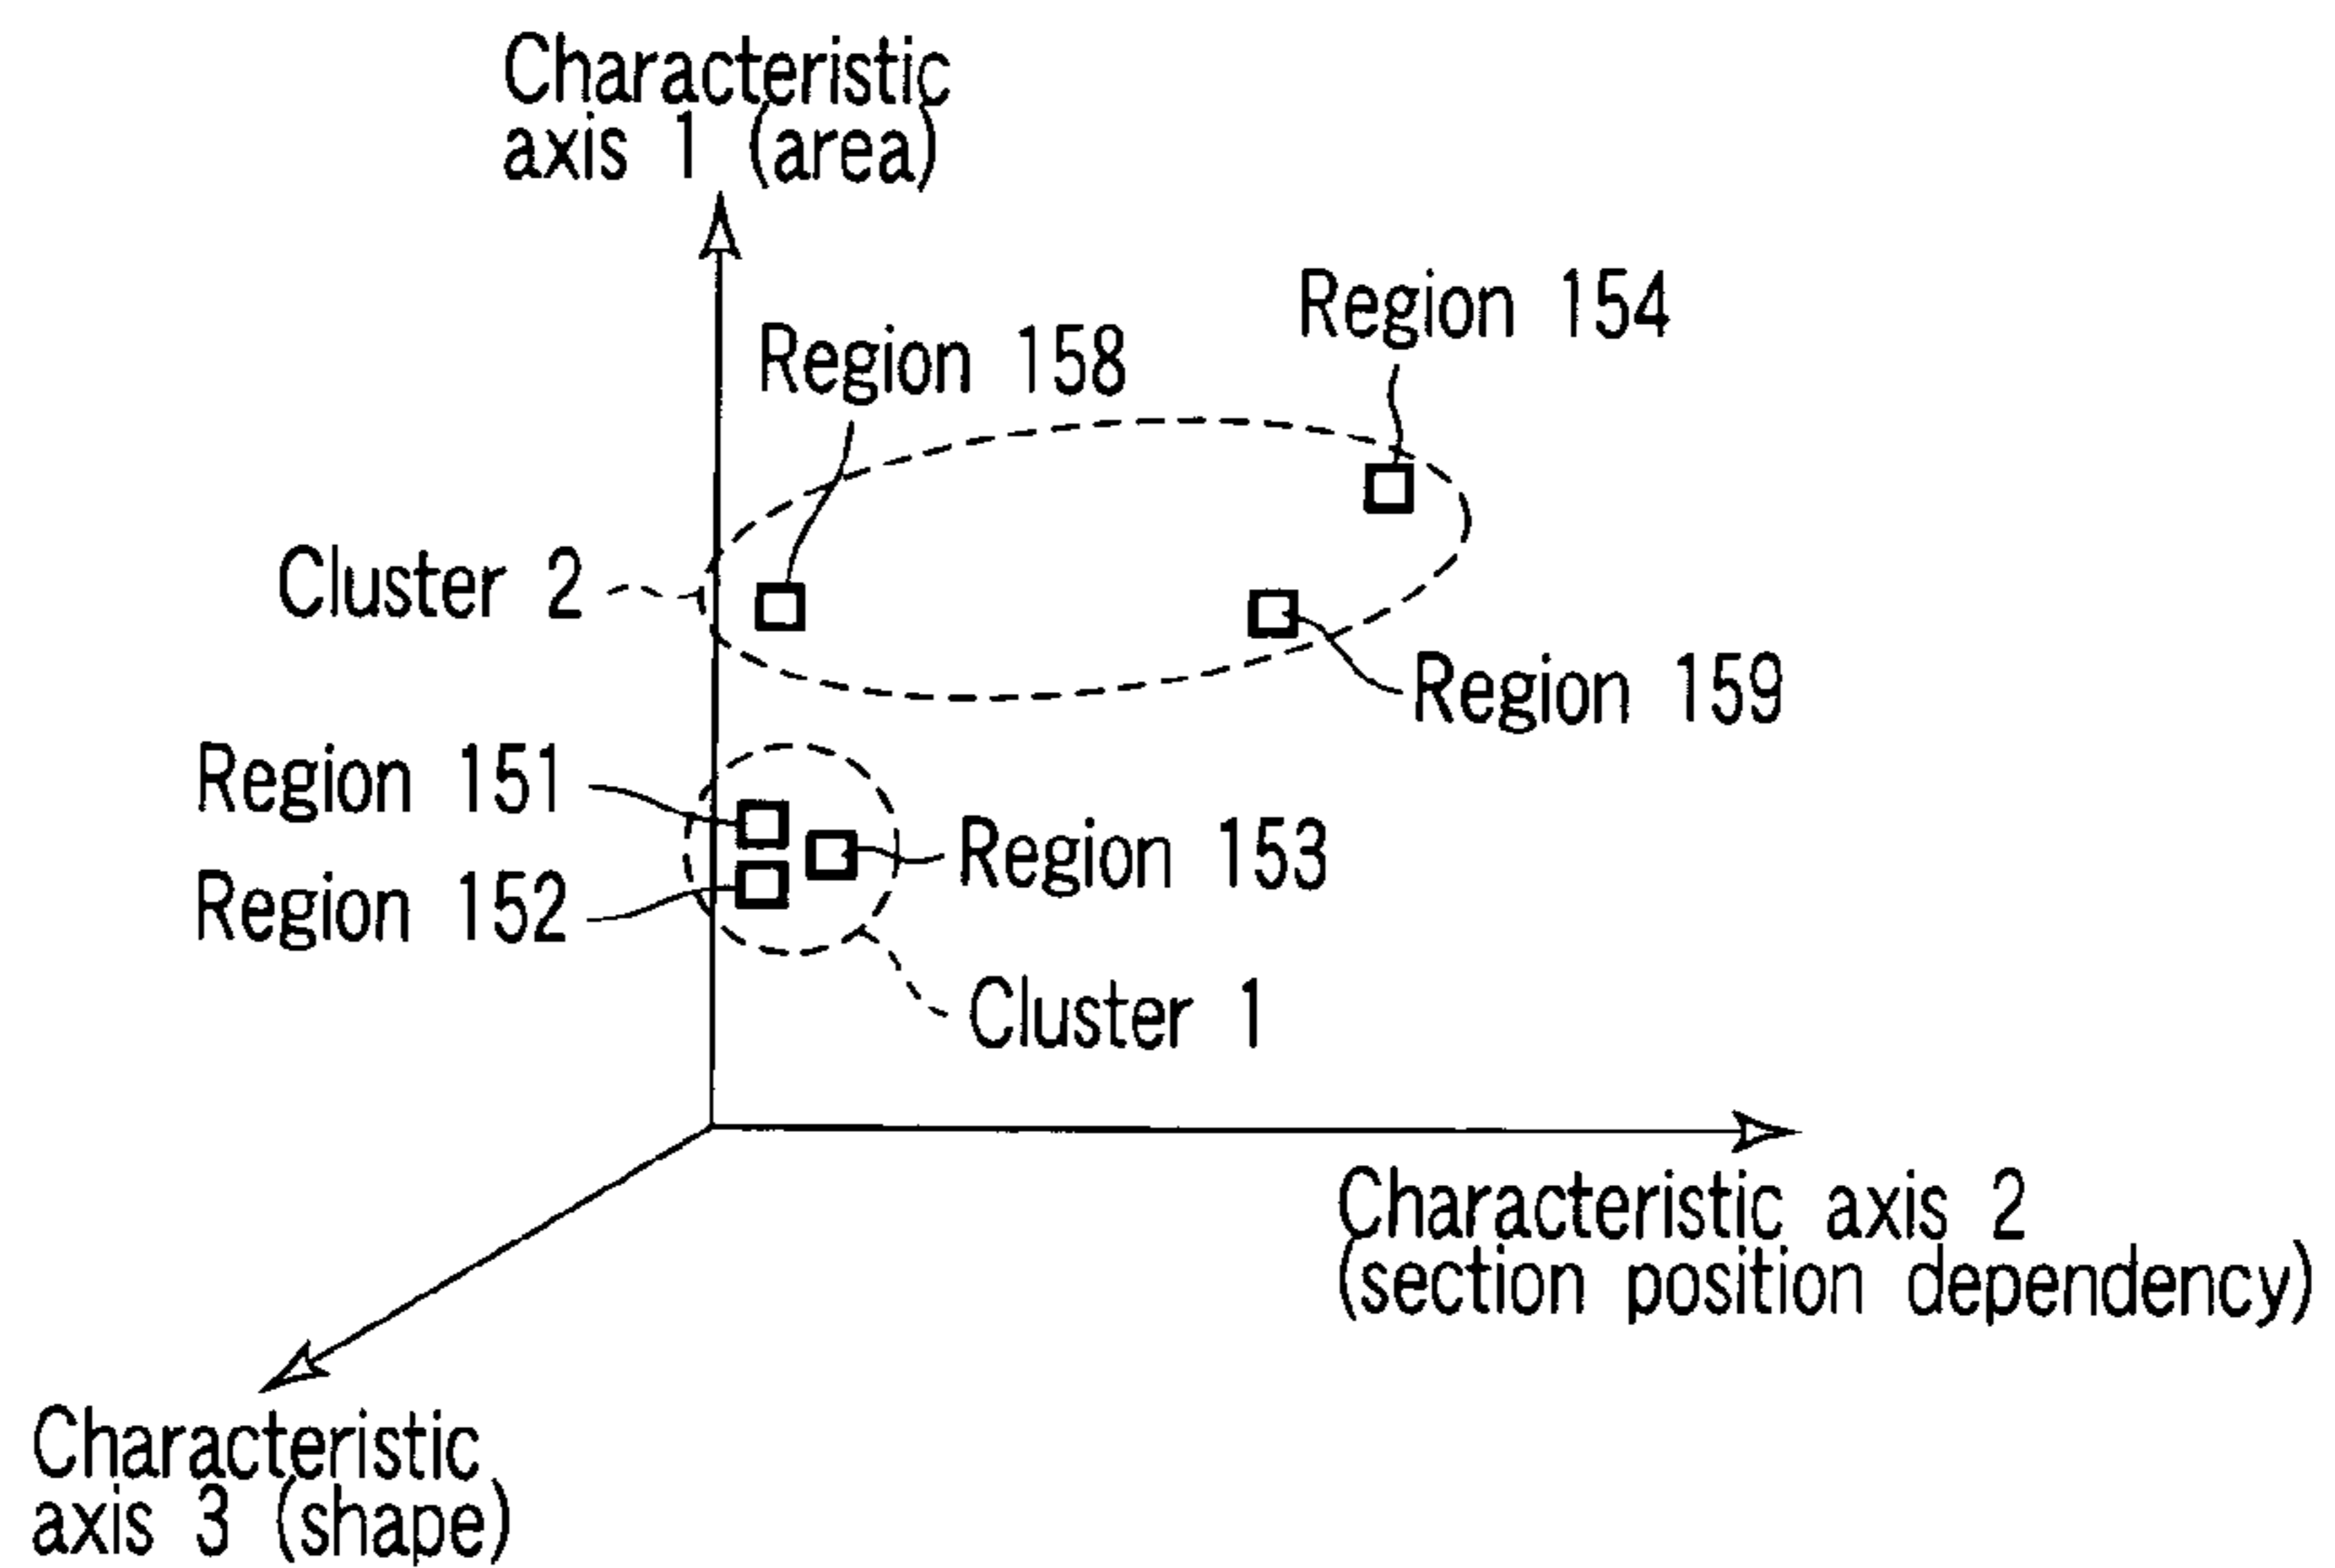 Characteristic
axis 1 (area)
Region 154
Region 158
Cluster 2
Region 159
Region 151
Region 153
Region 152
Cluster 1
Characteristic axis 2
(section position dependency)
Characteristic
axis 3 (shape)